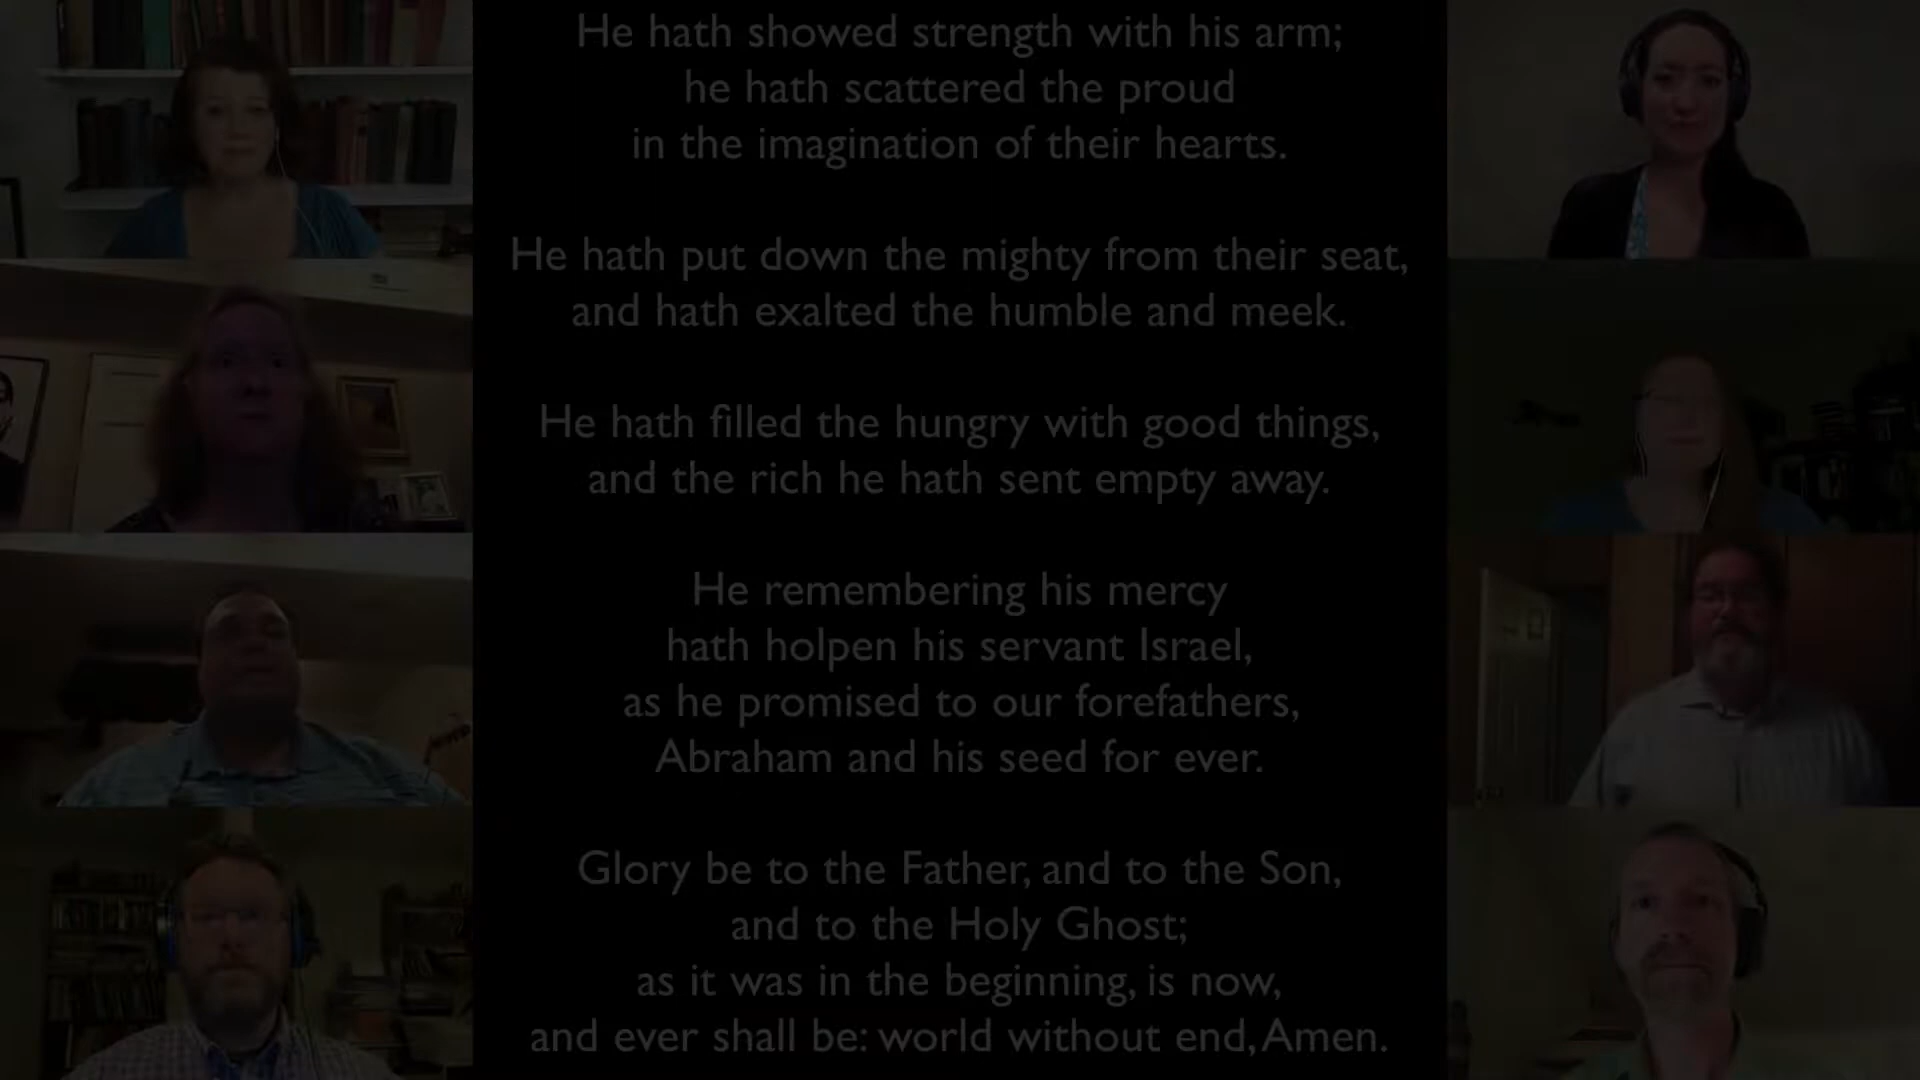 He hath showed strength with his arm;
he hath scattered the proud
in the imagination of their hearts.
He hath put down the mighty from their seat,
and hath exalted the humble and meek.
He hath filled the hungry with good things,
and the rich he hath sent empty away.
He remembering his mercy
hath holpen his servant Israel,
as he promised to our forefathers,
Abraham and his seed for ever.
Glory be to the Father, and to the Son,
and to the Holy Ghost;
as it was in the beginning, is now,
and ever shall be: world without end, Amen.